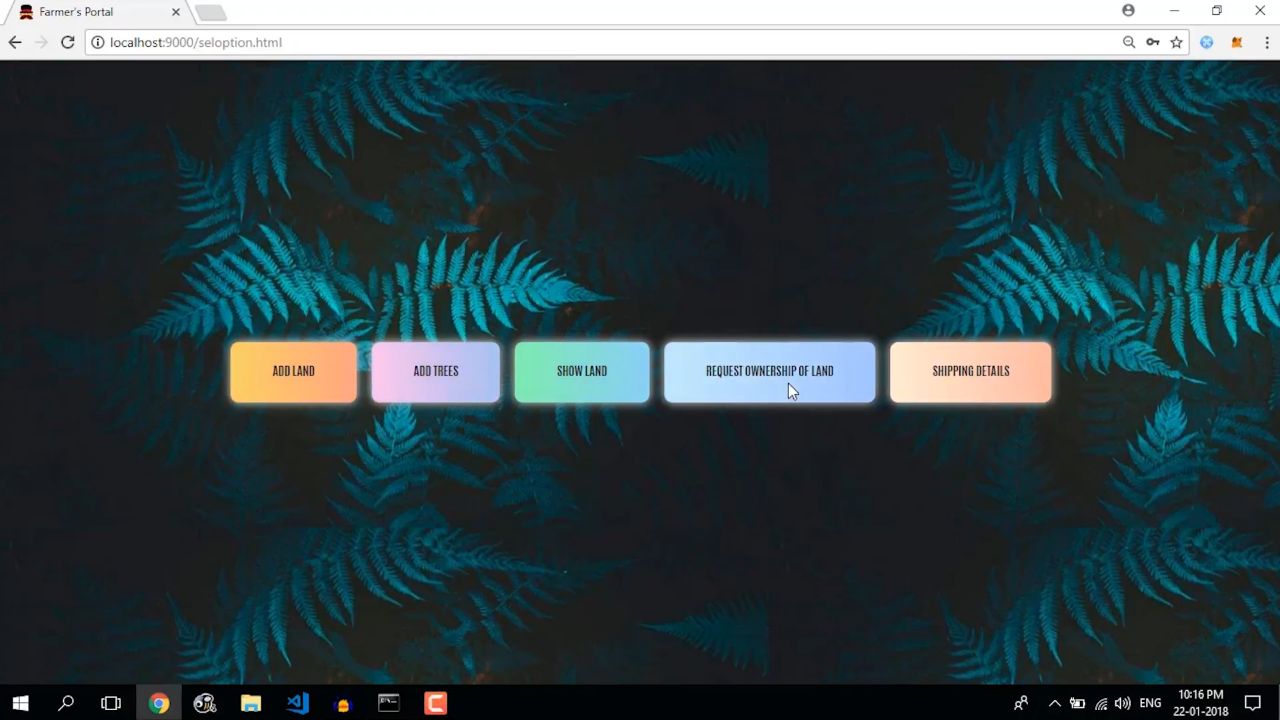 Farmer's Portal
localhost:9000/seloption.html
ADD LAND
ADD TREES
SHOW LAND
REQUEST OWNERSHIP OF LAND
SHIPPING DETAILS
ENG
10:16 PM
22-01-2018